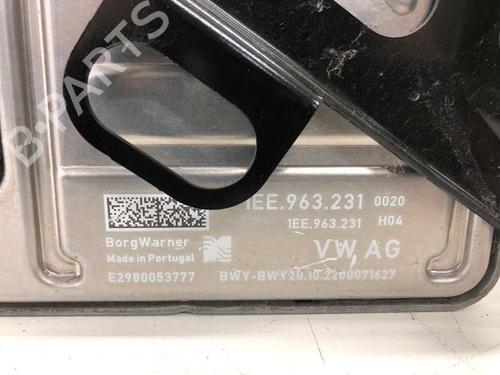 B-PARTS
1EE.963.231 0020
1EE.963.231 H04
BorgWarner
Made in Portugal
VW AG
E2980053777
BWY-BWY20.10.2200071627